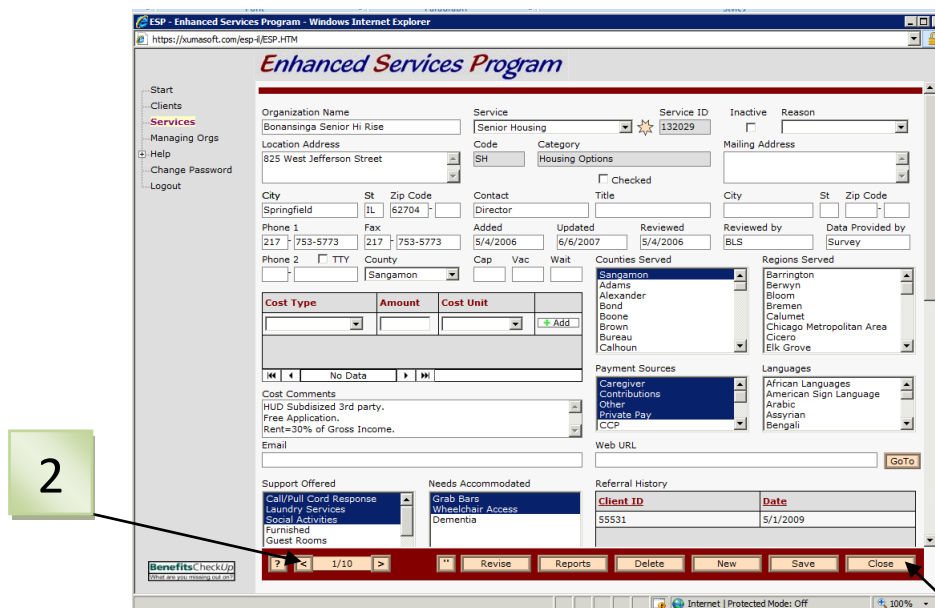 ESP - Enhanced Services Program - Windows Internet Explorer
https://xumasoft.com/esp-il/ESP.HTM
Enhanced Services Program
Start
Clients
Services
Managing Orgs
Help
Change Password
Logout
Organization Name Service Service ID Inactive Reason
Bonansinga Senior Hi Rise Senior Housing 132029
Location Address Code Category Mailing Address
825 West Jefferson Street SH Housing Options
Checked
City St Zip Code Contact Title City St Zip Code
Springfield IL 62704 - Director -
Phone 1 Fax Added Updated Reviewed Reviewed by Data Provided by
217 - 753-5773 217 - 753-5773 5/4/2006 6/6/2007 5/4/2006 BLS Survey
Phone 2 TTY County Cap Vac Wait Counties Served Regions Served
- Sangamon
Sangamon Barrington
Adams Berwyn
Alexander Bloom
Bond Bremen
Boone Calumet
Brown Chicago Metropolitan Area
Bureau Cicero
Calhoun Elk Grove
Cost Type Amount Cost Unit
+ Add
No Data
Payment Sources Languages
Caregiver African Languages
Contributions American Sign Language
Other Arabic
Private Pay Assyrian
CCP Bengali
Cost Comments
HUD Subdisized 3rd party.
Free Application.
Rent=30% of Gross Income.
Email Web URL
GoTo
Support Offered Needs Accommodated Referral History
Call/Pull Cord Response Grab Bars
Laundry Services Wheelchair Access
Social Activities Dementia
Furnished
Guest Rooms
Client ID Date
55531 5/1/2009
2
BenefitsCheckUp
What are you missing out on?
? < 1/10 > " Revise Reports Delete New Save Close
Internet | Protected Mode: Off 100%